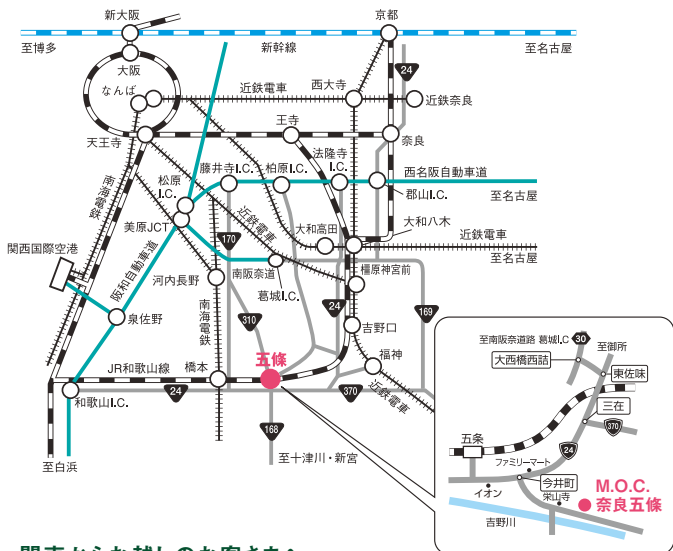 新大阪
京都
至博多
新幹線
至名古屋
大阪
なんば
24
近鉄電車
西大寺
近鉄奈良
天王寺
王寺
奈良
法隆寺
I.C.
藤井寺I.C.
柏原I.C.
西名阪自動車道
松原
I.C.
郡山I.C.
至名古屋
南海電鉄
美原JCT
近鉄電車
大和高田
大和八木
近鉄電車
至名古屋
関西国際空港
阪和自動車道
170
南阪奈道
橿原神宮前
河内長野
葛城I.C.
24
169
泉佐野
南海電鉄
310
吉野口
福神
JR和歌山線
橋本
五條
24
370
近鉄電車
和歌山I.C.
168
至白浜
至十津川・新宮
至南阪奈道路 葛城I.C
30
至御所
大西橋西詰
東佐味
三在
370
五条
24
ファミリーマート
今井町
イオン
栄山寺
M.O.C.
奈良五條
吉野川